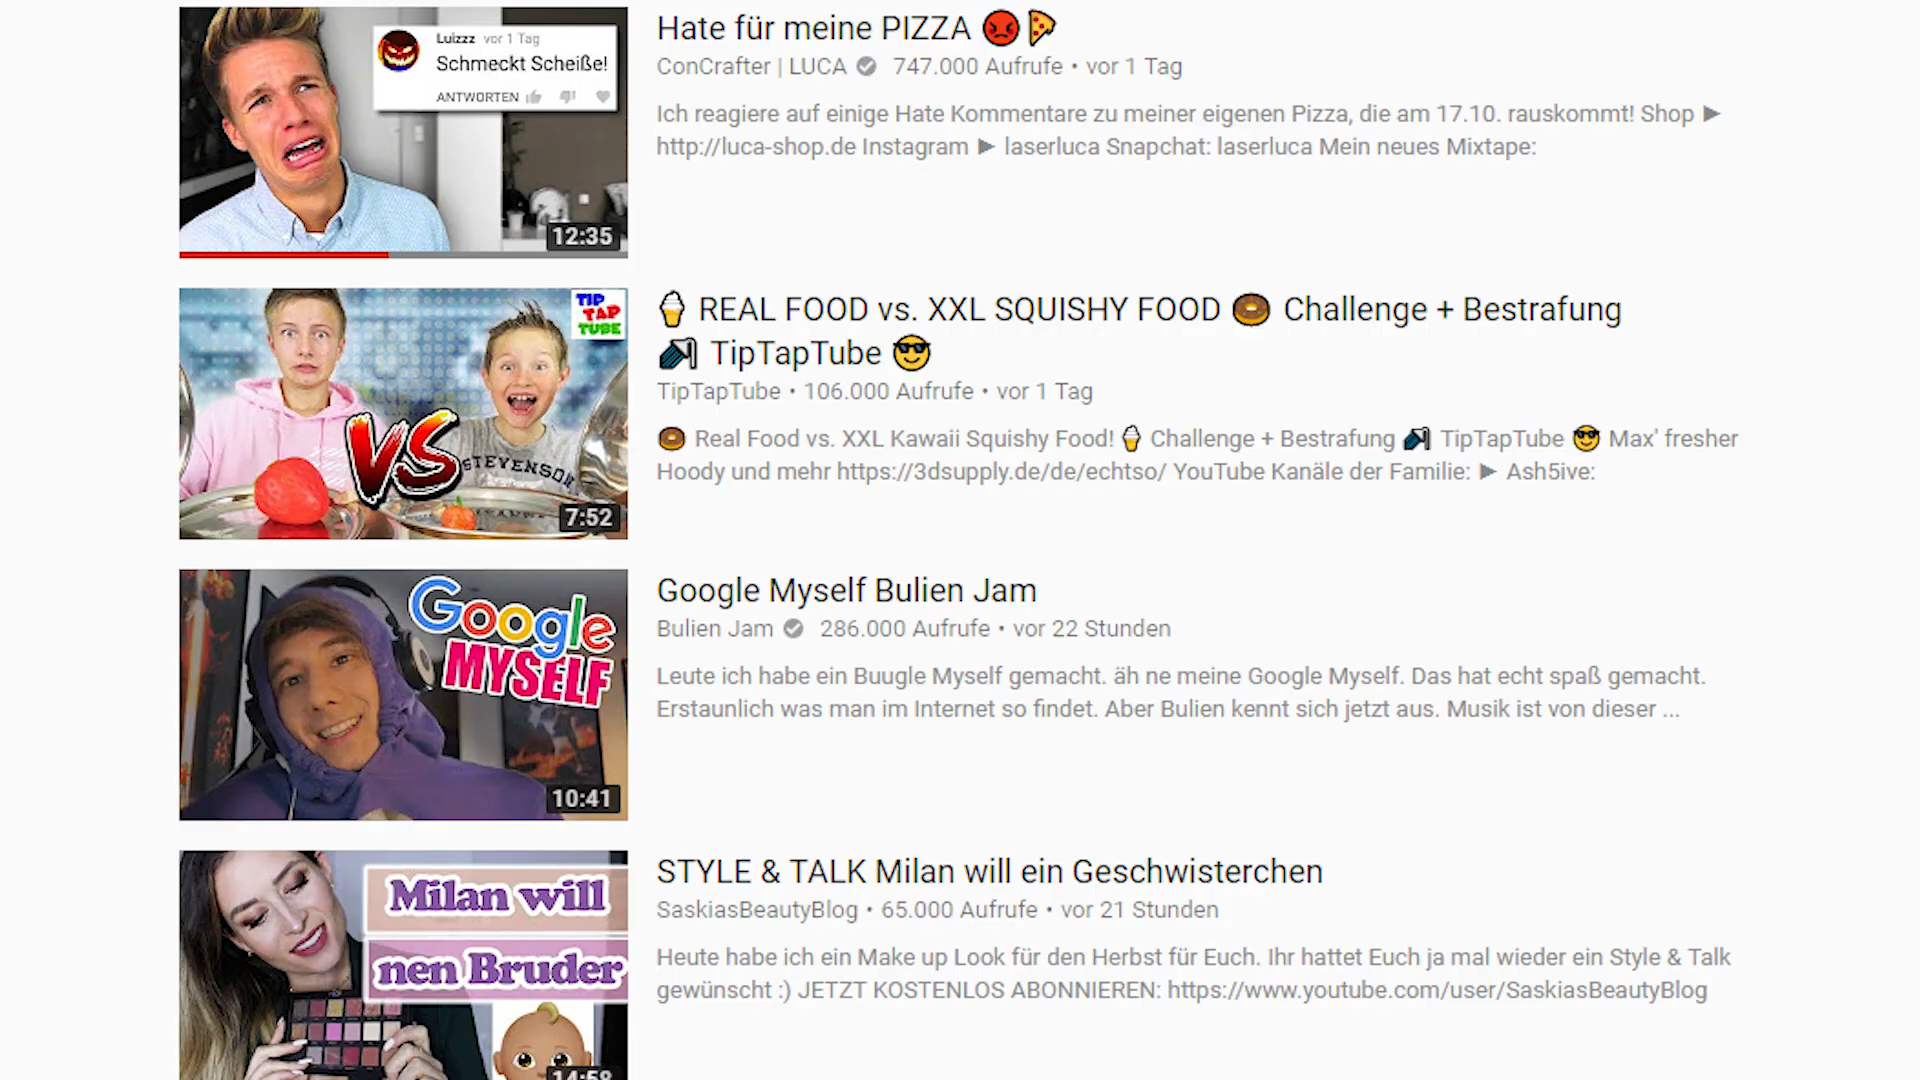 Luizzz vor 1 Tag
Schmeckt Scheiße!
ANTWORTEN
12:35
Hate für meine PIZZA 😡🍕
ConCrafter | LUCA 747.000 Aufrufe • vor 1 Tag
Ich reagiere auf einige Hate Kommentare zu meiner eigenen Pizza, die am 17.10. rauskommt! Shop ►
http://luca-shop.de Instagram ► laserluca Snapchat: laserluca Mein neues Mixtape:
TIP
TAP
TUBE
VS
STEVENSON
7:52
🍦 REAL FOOD vs. XXL SQUISHY FOOD 🍩 Challenge + Bestrafung
TipTapTube 😎
TipTapTube • 106.000 Aufrufe • vor 1 Tag
🍩 Real Food vs. XXL Kawaii Squishy Food! 🍦 Challenge + Bestrafung TipTapTube 😎 Max' fresher
Hoody und mehr https://3dsupply.de/de/echtso/ YouTube Kanäle der Familie: ► Ash5ive:
Google
MYSELF
10:41
Google Myself Bulien Jam
Bulien Jam 286.000 Aufrufe • vor 22 Stunden
Leute ich habe ein Buugle Myself gemacht. äh ne meine Google Myself. Das hat echt spaß gemacht.
Erstaunlich was man im Internet so findet. Aber Bulien kennt sich jetzt aus. Musik ist von dieser ...
Milan will
nen Bruder
14:58
STYLE & TALK Milan will ein Geschwisterchen
SaskiasBeautyBlog • 65.000 Aufrufe • vor 21 Stunden
Heute habe ich ein Make up Look für den Herbst für Euch. Ihr hattet Euch ja mal wieder ein Style & Talk
gewünscht :) JETZT KOSTENLOS ABONNIEREN: https://www.youtube.com/user/SaskiasBeautyBlog